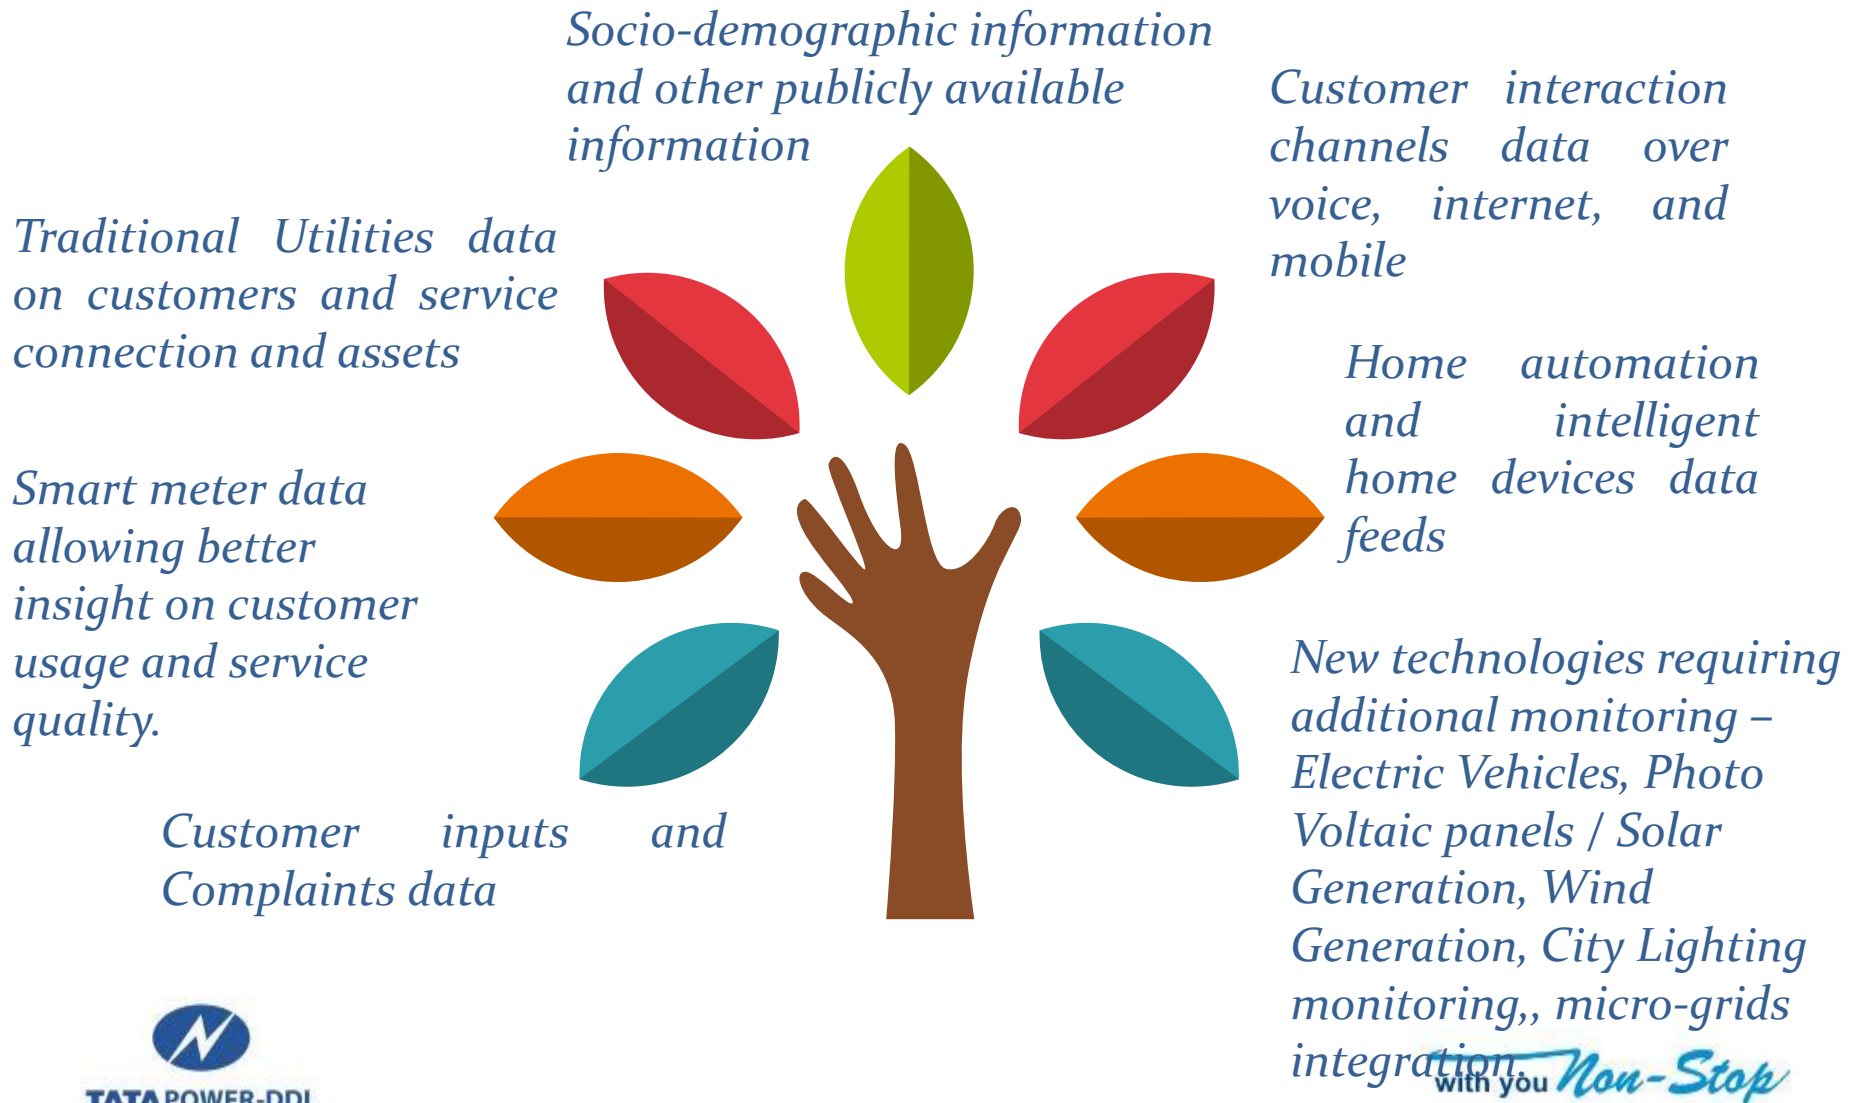 Socio-demographic information
and other publicly available
information
Customer interaction
channels data over
voice, internet, and
mobile
Traditional Utilities data
on customers and service
connection and assets
Home automation
and intelligent
home devices data
feeds
Smart meter data
allowing better
insight on customer
usage and service
quality.
New technologies requiring
additional monitoring –
Electric Vehicles, Photo
Voltaic panels / Solar
Generation, Wind
Generation, City Lighting
monitoring,, micro-grids
integration.
Customer inputs and
Complaints data
TATA POWER-DDL
with you Non-Stop